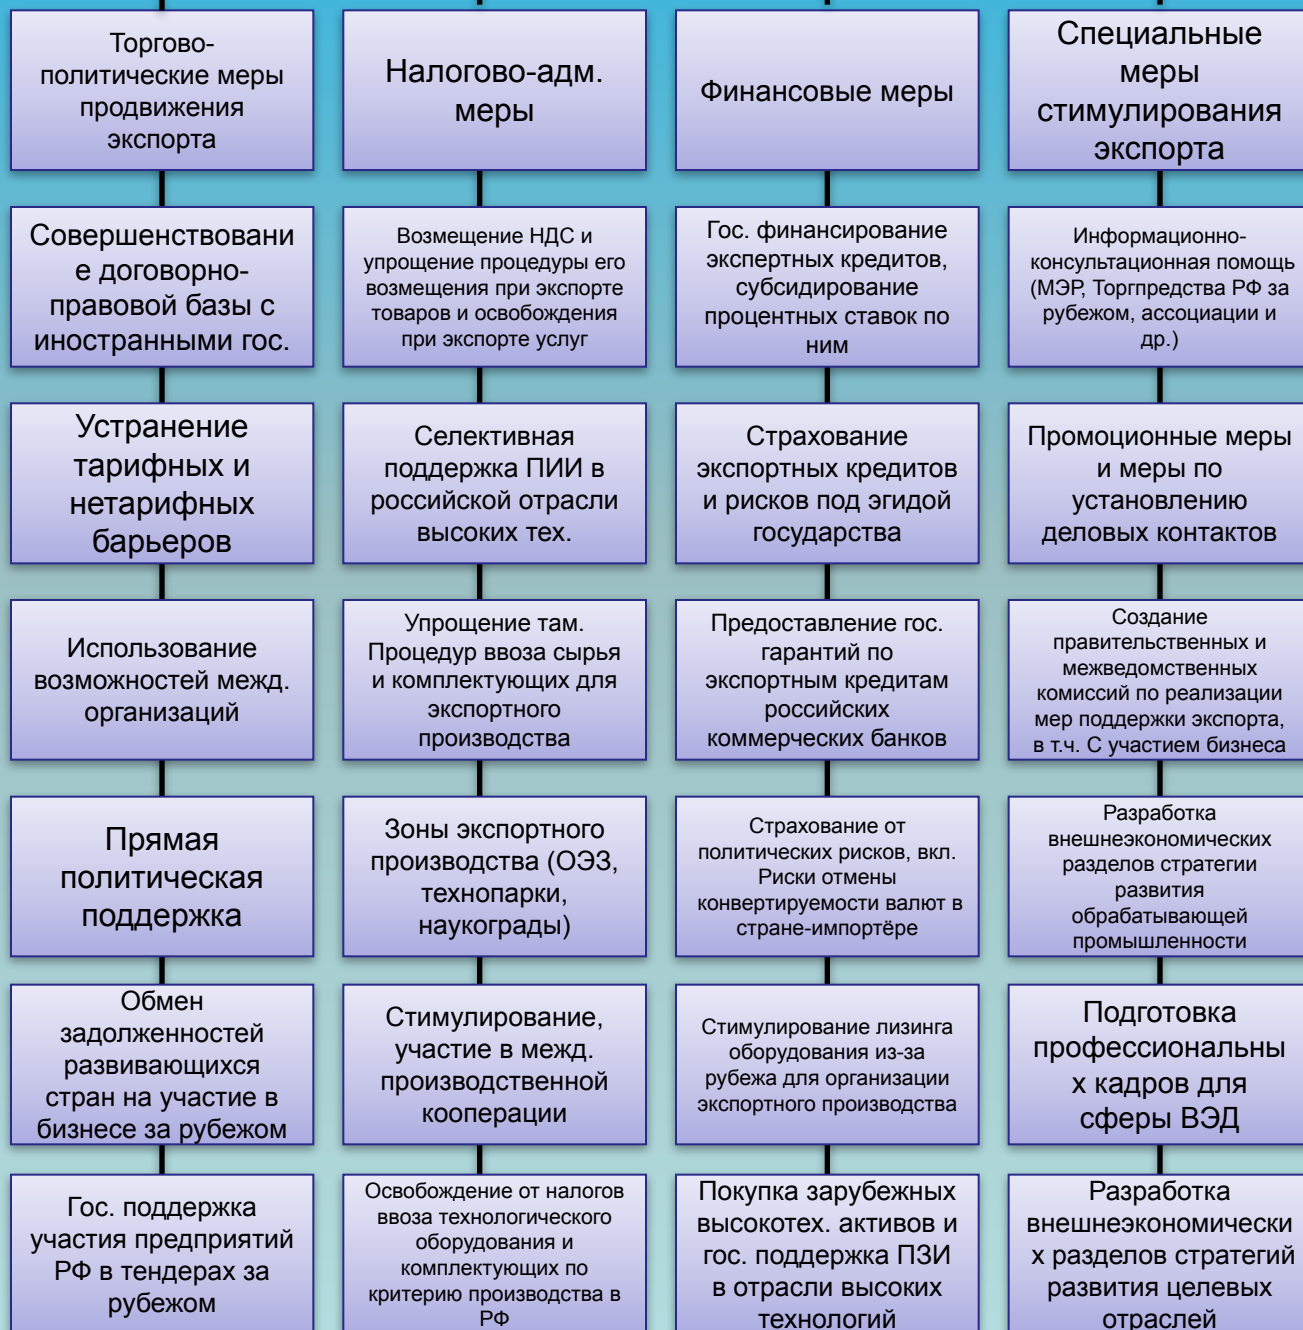 Торгово-
политические меры
продвижения
экспорта
Налогово-адм.
меры
Финансовые меры
Специальные
меры
стимулирования
экспорта
Совершенствовани
е договорно-
правовой базы с
иностранными гос.
Возмещение НДС и
упрощение процедуры его
возмещения при экспорте
товаров и освобождения
при экспорте услуг
Гос. финансирование
экспертных кредитов,
субсидирование
процентных ставок по
ним
Информационно-
консультационная помощь
(МЭР, Торгпредства РФ за
рубежом, ассоциации и
др.)
Устранение
тарифных и
нетарифных
барьеров
Селективная
поддержка ПИИ в
российской отрасли
высоких тех.
Страхование
экспортных кредитов
и рисков под эгидой
государства
Промоционные меры
и меры по
установлению
деловых контактов
Использование
возможностей межд.
организаций
Упрощение там.
Процедур ввоза сырья
и комплектующих для
экспортного
производства
Предоставление гос.
гарантий по
экспортным кредитам
российских
коммерческих банков
Создание
правительственных и
межведомственных
комиссий по реализации
мер поддержки экспорта,
в т.ч. С участием бизнеса
Прямая
политическая
поддержка
Зоны экспортного
производства (ОЭЗ,
технопарки,
наукограды)
Страхование от
политических рисков, вкл.
Риски отмены
конвертируемости валют в
стране-импортёре
Разработка
внешнеэкономических
разделов стратегии
развития
обрабатывающей
промышленности
Обмен
задолженностей
развивающихся
стран на участие в
бизнесе за рубежом
Стимулирование,
участие в межд.
производственной
кооперации
Стимулирование лизинга
оборудования из-за
рубежа для организации
экспортного производства
Подготовка
профессиональны
х кадров для
сферы ВЭД
Гос. поддержка
участия предприятий
РФ в тендерах за
рубежом
Освобождение от налогов
ввоза технологического
оборудования и
комплектующих по
критерию производства в
РФ
Покупка зарубежных
высокотех. активов и
гос. поддержка ПЗИ
в отрасли высоких
технологий
Разработка
внешнеэкономически
х разделов стратегий
развития целевых
отраслей